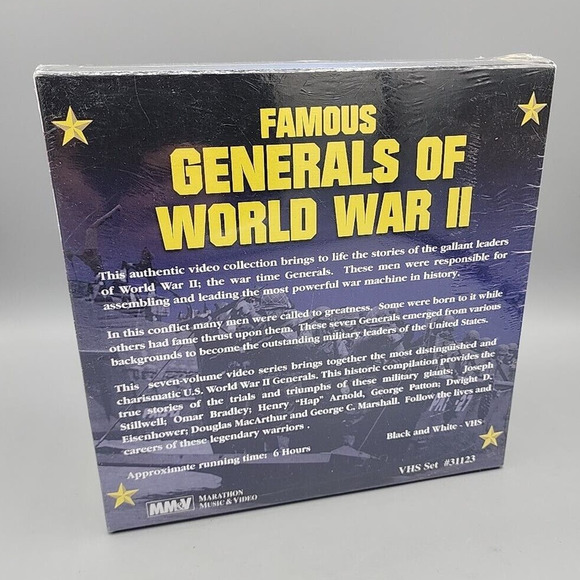 FAMOUS
GENERALS OF
WORLD WAR II
This authentic video collection brings to life the stories of the gallant leaders
of World War II; the war time Generals. These men were responsible for
assembling and leading the most powerful war machine in history.
In this conflict many men were called to greatness. Some were born to it while
others had fame thrust upon them. These seven Generals emerged from various
backgrounds to become the outstanding military leaders of the United States.
This seven-volume video series brings together the most distinguished and
charismatic U.S. World War II Generals. This historic compilation provides the
true stories of the trials and triumphs of these military giants; Joseph
Stillwell; Omar Bradley; Henry "Hap" Arnold, George Patton; Dwight D.
Eisenhower; Douglas MacArthur and George C. Marshall. Follow the lives and
careers of these legendary warriors .
Black and White - VHS
Approximate running time: 6 Hours
VHS Set #31123
MM&V MARATHON
MUSIC & VIDEO